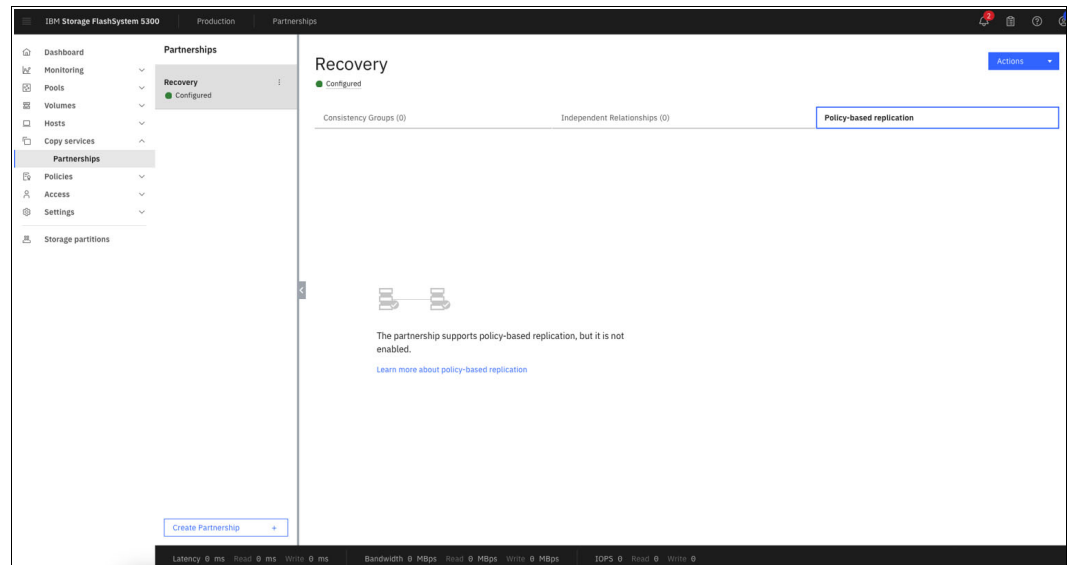 IBM Storage FlashSystem 5300 Production Partnerships
2
Dashboard
Monitoring
Pools
Volumes
Hosts
Copy services
Partnerships
Policies
Access
Settings
Storage partitions
Partnerships
Recovery
Configured
Create Partnership +
Recovery
Configured
Actions
Consistency Groups (0) Independent Relationships (0) Policy-based replication
The partnership supports policy-based replication, but it is not
enabled.
Learn more about policy-based replication
Latency 0 ms Read 0 ms Write 0 ms Bandwidth 0 MBps Read 0 MBps Write 0 MBps IOPS 0 Read 0 Write 0